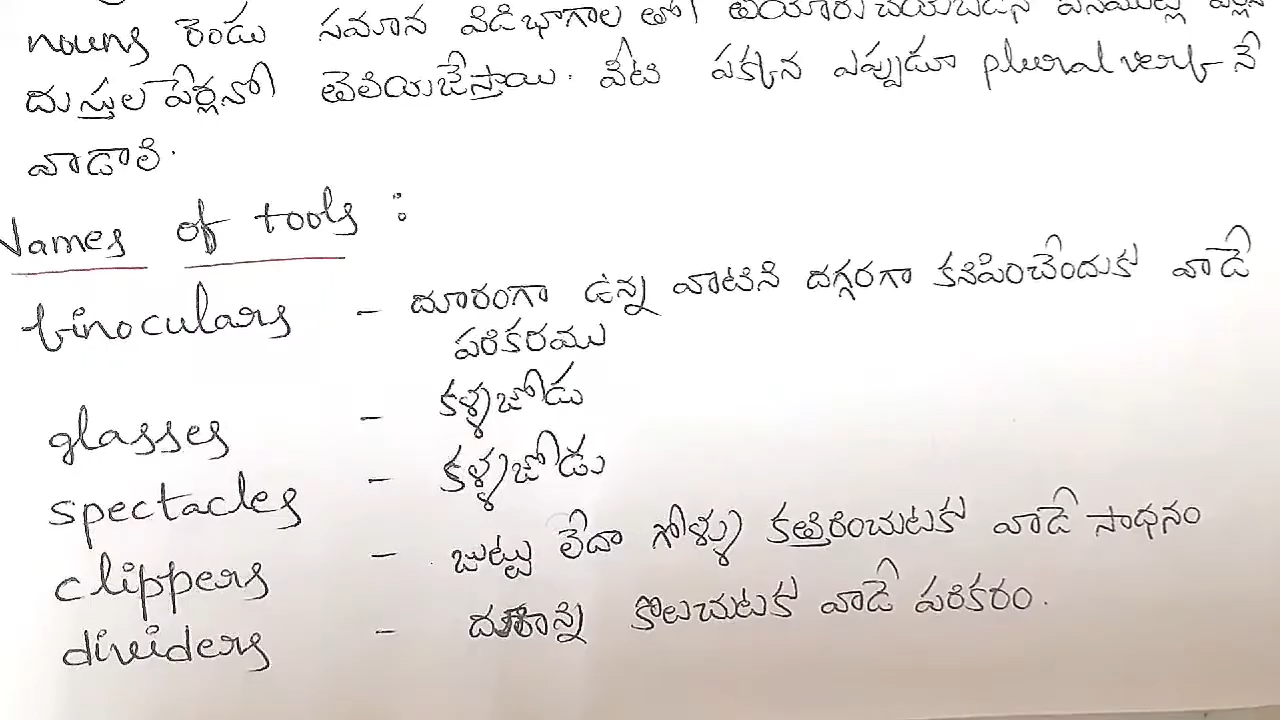 nouns రెండు సమాన విడిభాగాల తో
దుస్తుల పేర్లనో తెలియజేస్తాయి. వీటి పక్కన ఎప్పుడూ plural verb నే
వాడాలి.
Names of tools :
binoculars - దూరంగా ఉన్న వాటిని దగ్గరగా కనిపించేందుకు వాడే
పరికరము
glasses - కళ్ళజోడు
spectacles - కళ్ళజోడు
clippers - జుట్టు లేదా గోళ్ళు కత్తిరించుటకు వాడే సాధనం
dividers - దూరాన్ని కొలచుటకు వాడే పరికరం.